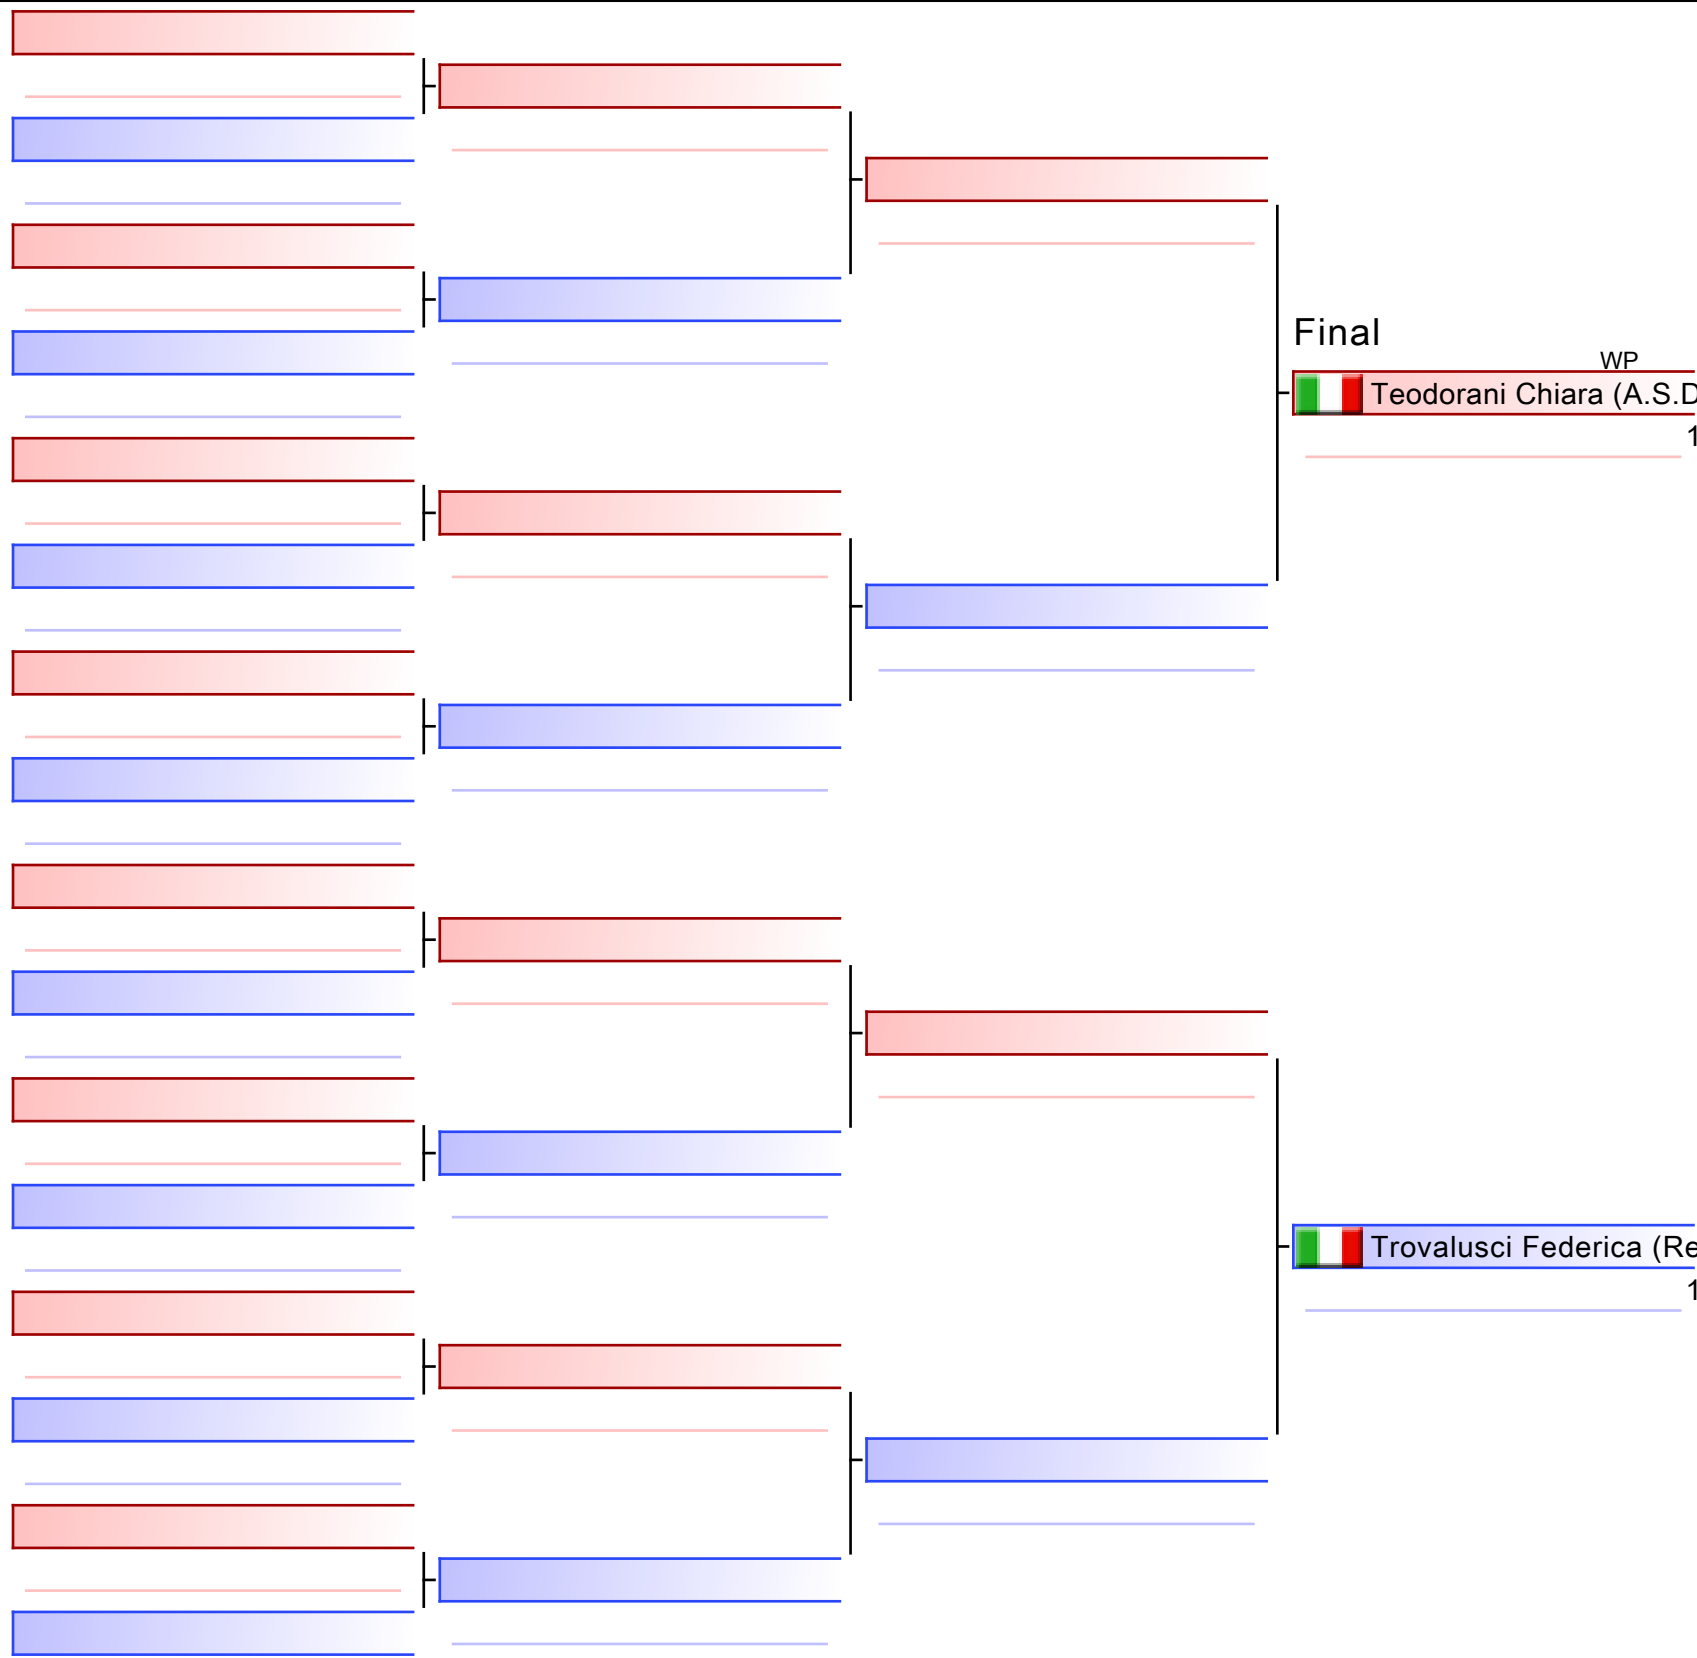 Final
WP
Teodorani Chiara (A.S.D
1
Trovalusci Federica (Re
1